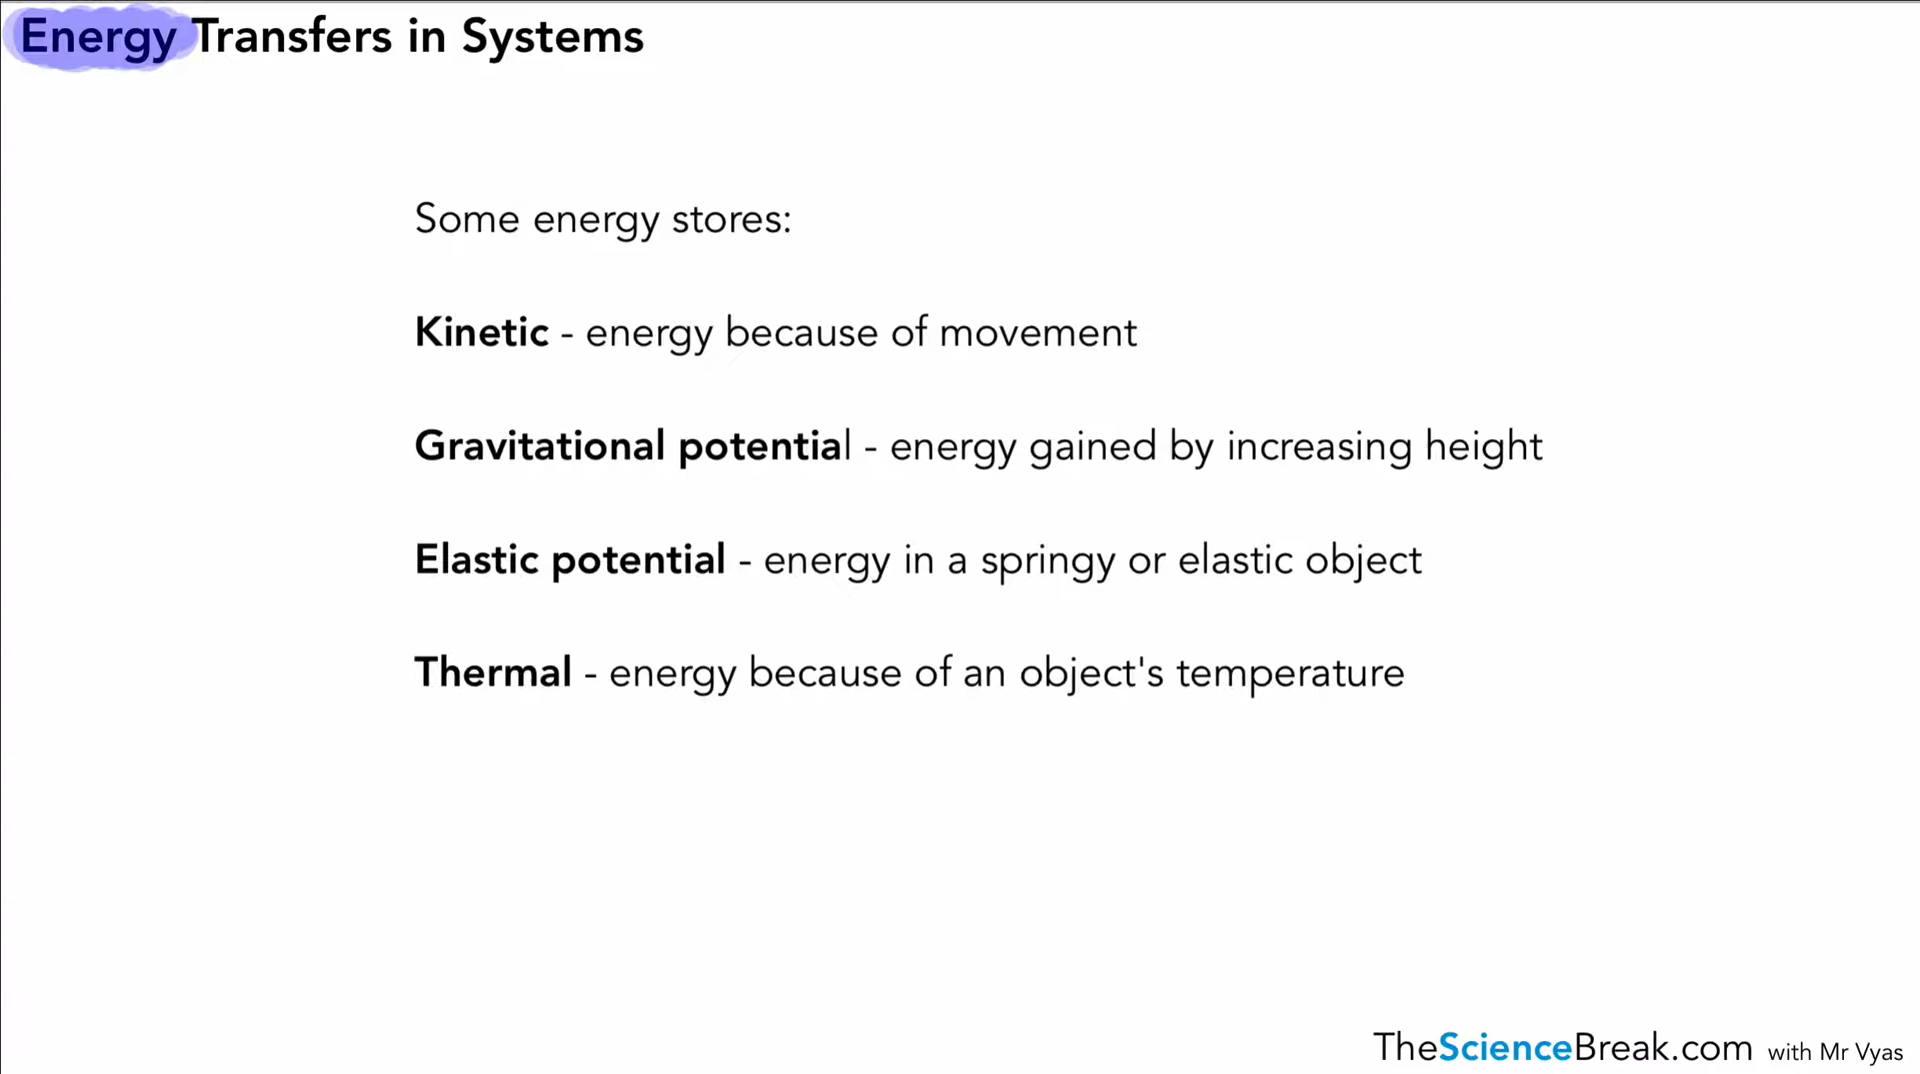 Energy Transfers in Systems
Some energy stores:
Kinetic - energy because of movement
Gravitational potential - energy gained by increasing height
Elastic potential - energy in a springy or elastic object
Thermal - energy because of an object's temperature
TheScienceBreak.com with Mr Vyas